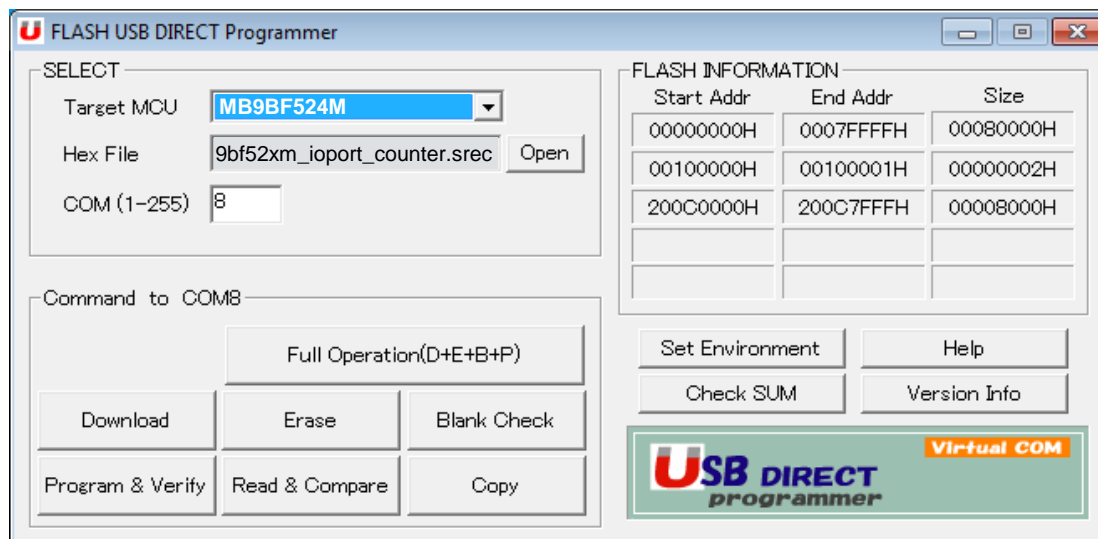 FLASH USB DIRECT Programmer
SELECT
Target MCU MB9BF524M
Hex File 9bf52xm_ioport_counter.srec Open
COM (1-255) 8
Command to COM8
Full Operation(D+E+B+P)
Download Erase Blank Check
Program & Verify Read & Compare Copy
FLASH INFORMATION
Start Addr End Addr Size
00000000H 0007FFFFH 00080000H
00100000H 00100001H 00000002H
200C0000H 200C7FFFH 00008000H
Set Environment Help
Check SUM Version Info
Virtual COM
USB DIRECT
programmer